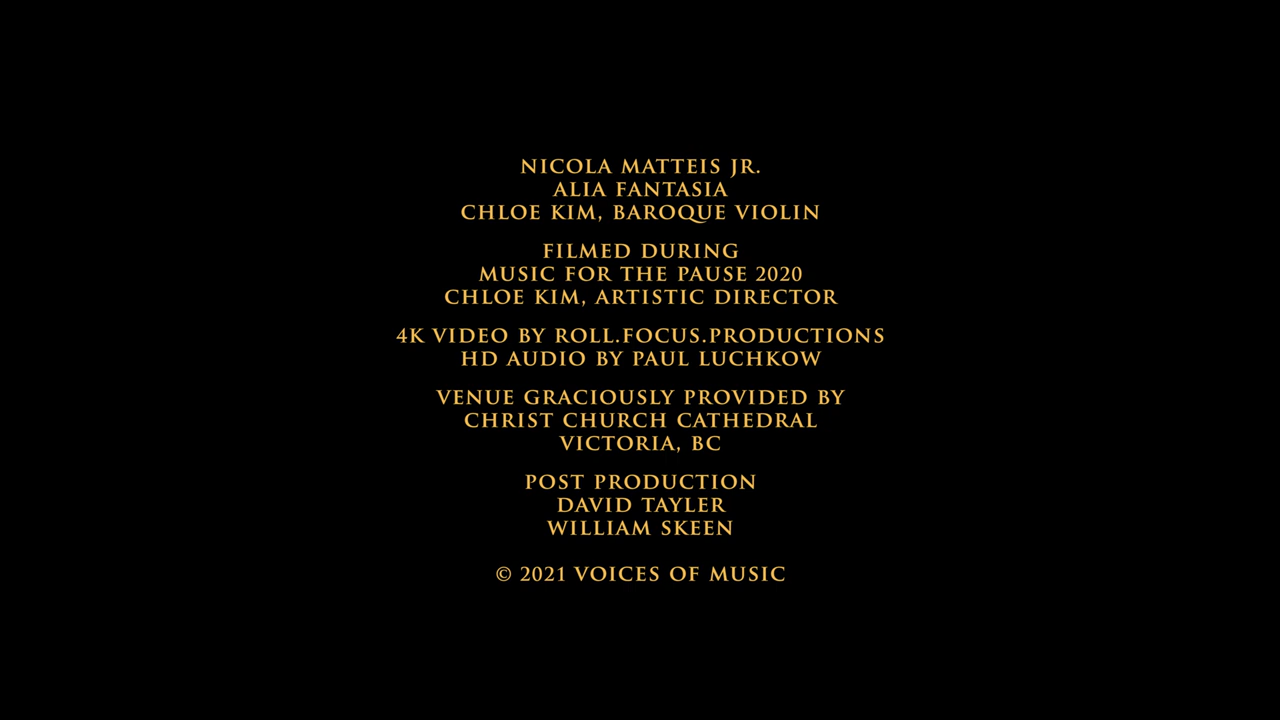 NICOLA MATTEIS JR.
ALIA FANTASIA
CHLOE KIM, BAROQUE VIOLIN
FILMED DURING
MUSIC FOR THE PAUSE 2020
CHLOE KIM, ARTISTIC DIRECTOR
4K VIDEO BY ROLL.FOCUS.PRODUCTIONS
HD AUDIO BY PAUL LUCHKOW
VENUE GRACIOUSLY PROVIDED BY
CHRIST CHURCH CATHEDRAL
VICTORIA, BC
POST PRODUCTION
DAVID TAYLER
WILLIAM SKEEN
© 2021 VOICES OF MUSIC